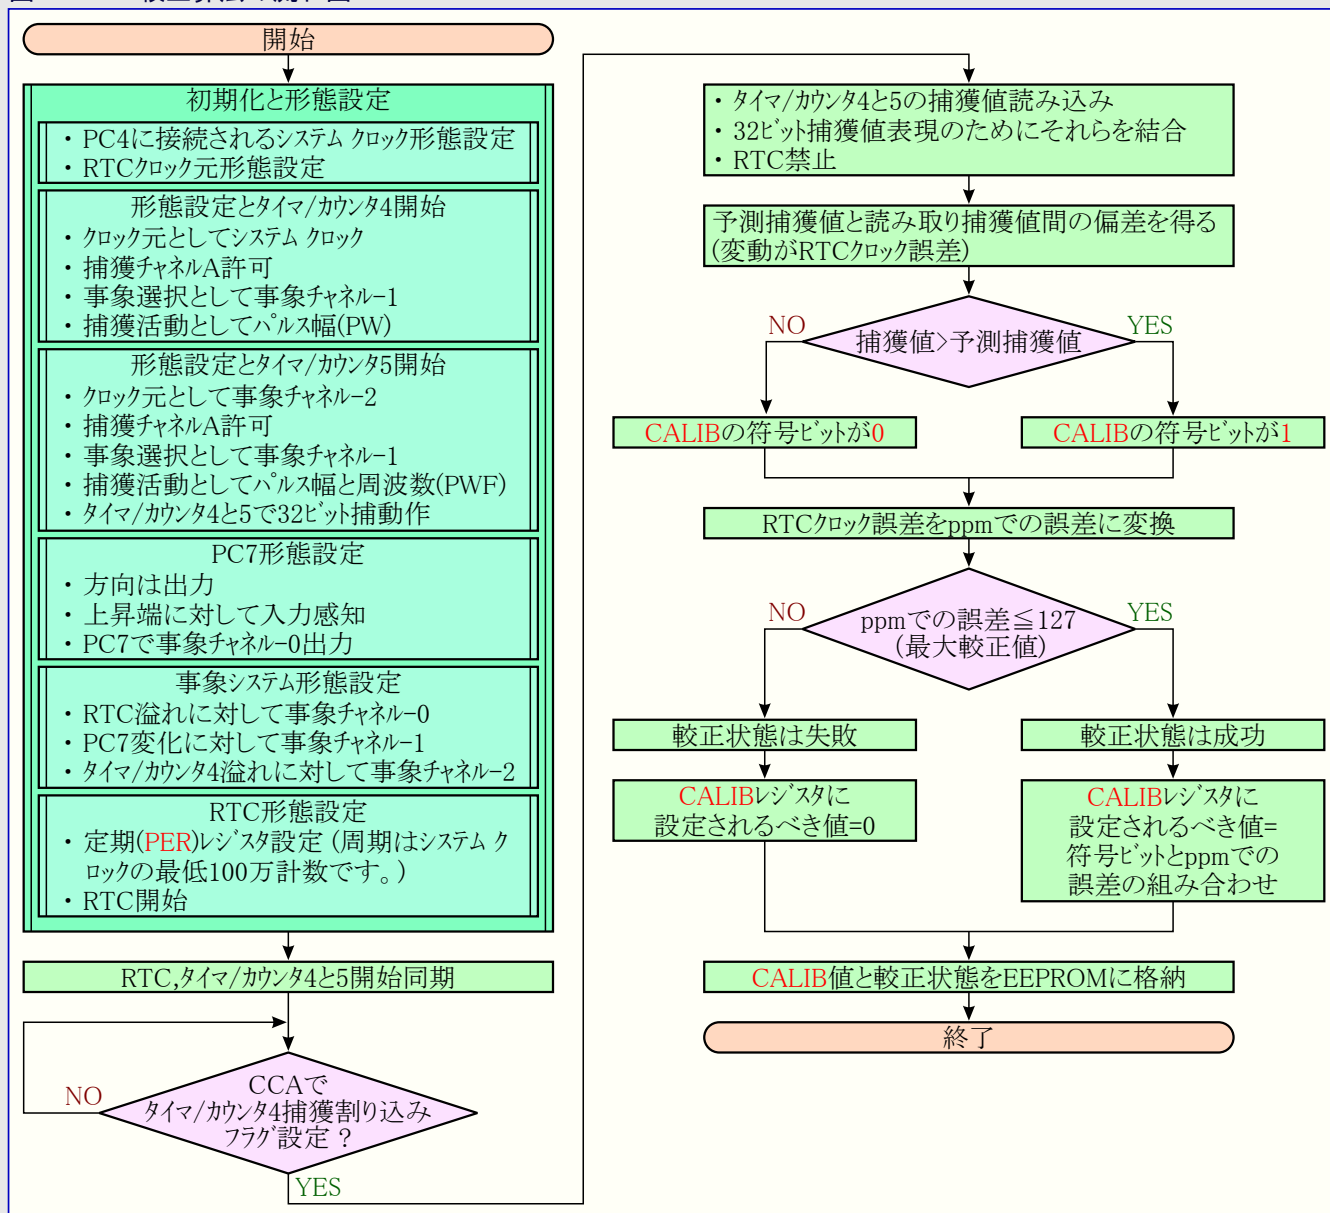 開始
初期化と形態設定
・ PC4に接続されるシステム クロック形態設定
・ RTCクロック元形態設定
形態設定とタイマ/カウンタ4開始
・ クロック元としてシステム クロック
・ 捕獲チャネルA許可
・ 事象選択として事象チャネル-1
・ 捕獲活動としてパルス幅(PW)
形態設定とタイマ/カウンタ5開始
・ クロック元として事象チャネル-2
・ 捕獲チャネルA許可
・ 事象選択として事象チャネル-1
・ 捕獲活動としてパルス幅と周波数(PWF)
・ タイマ/カウンタ4と5で32ビット捕動作
PC7形態設定
・ 方向は出力
・ 上昇端に対して入力感知
・ PC7で事象チャネル-0出力
事象システム形態設定
・ RTC溢れに対して事象チャネル-0
・ PC7変化に対して事象チャネル-1
・ タイマ/カウンタ4溢れに対して事象チャネル-2
RTC形態設定
・ 定期(PER)レジスタ設定 (周期はシステム ク
ロックの最低100万計数です。)
・ RTC開始
RTC,タイマ/カウンタ4と5開始同期
CCAで
タイマ/カウンタ4捕獲割り込み
フラグ設定 ?
NO
YES
・ タイマ/カウンタ4と5の捕獲値読み込み
・ 32ビット捕獲値表現のためにそれらを結合
・ RTC禁止
予測捕獲値と読み取り捕獲値間の偏差を得る
(変動がRTCクロック誤差)
NO
捕獲値>予測捕獲値
YES
CALIBの符号ビットが0
CALIBの符号ビットが1
RTCクロック誤差をppmでの誤差に変換
NO
ppmでの誤差≦127
(最大較正値)
YES
較正状態は失敗
較正状態は成功
CALIBレジスタに
設定されるべき値=0
CALIBレジスタに
設定されるべき値=
符号ビットとppmでの
誤差の組み合わせ
CALIB値と較正状態をEEPROMに格納
終了